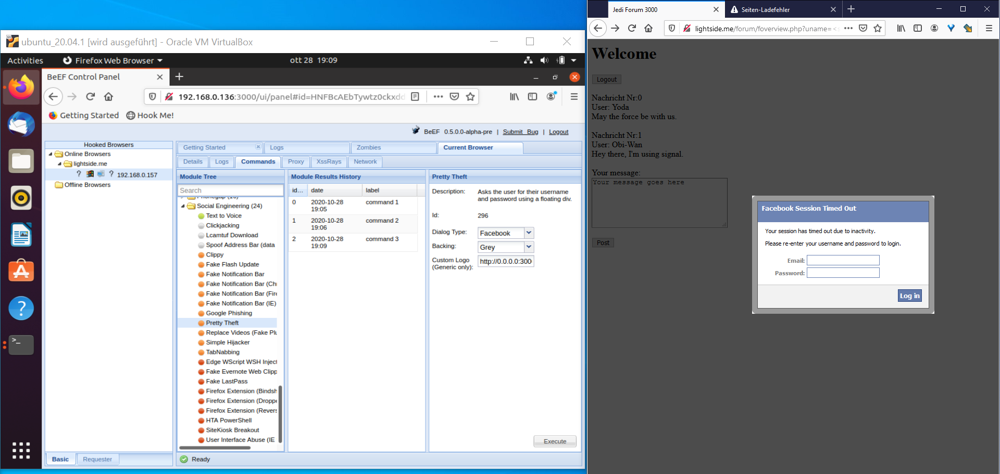 ubuntu_20.04.1 [wird ausgeführt] - Oracle VM VirtualBox
Activities
Firefox Web Browser
ott 28 19:09
BeEF Control Panel
192.168.0.136:3000/ui/panel#id=HNFBcAEbTywtz0ckxdd
Getting Started
Hook Me!
BeEF 0.5.0.0-alpha-pre | Submit Bug | Logout
Hooked Browsers
Online Browsers
lightside.me
? ? 192.168.0.157
Offline Browsers
Basic
Requester
Getting Started
Logs
Zombies
Current Browser
Details
Logs
Commands
Proxy
XssRays
Network
Module Tree
Search
Social Engineering (24)
Text to Voice
Clickjacking
Lcamtuf Download
Spoof Address Bar (data
Clippy
Fake Flash Update
Fake Notification Bar
Fake Notification Bar (Chr
Fake Notification Bar (Fire
Fake Notification Bar (IE)
Google Phishing
Pretty Theft
Replace Videos (Fake Plu
Simple Hijacker
TabNabbing
Edge WScript WSH Inject
Fake Evernote Web Clipp
Fake LastPass
Firefox Extension (Bindsh
Firefox Extension (Droppe
Firefox Extension (Revers
HTA PowerShell
SiteKiosk Breakout
User Interface Abuse (IE
Module Results History
id... date label
0 2020-10-28 19:05 command 1
1 2020-10-28 19:06 command 2
2 2020-10-28 19:09 command 3
Pretty Theft
Description: Asks the user for their username
and password using a floating div.
Id: 296
Dialog Type: Facebook
Backing: Grey
Custom Logo
(Generic only): http://0.0.0.0:300
Execute
Ready
Jedi Forum 3000
Seiten-Ladefehler
lightside.me/forum/foverview.php?uname=<s
Welcome
Logout
Nachricht Nr:0
User: Yoda
May the force be with us.
Nachricht Nr:1
User: Obi-Wan
Hey there, I'm using signal.
Your message:
Your message goes here
Post
Facebook Session Timed Out
Your session has timed out due to inactivity.
Please re-enter your username and password to login.
Email:
Password:
Log in